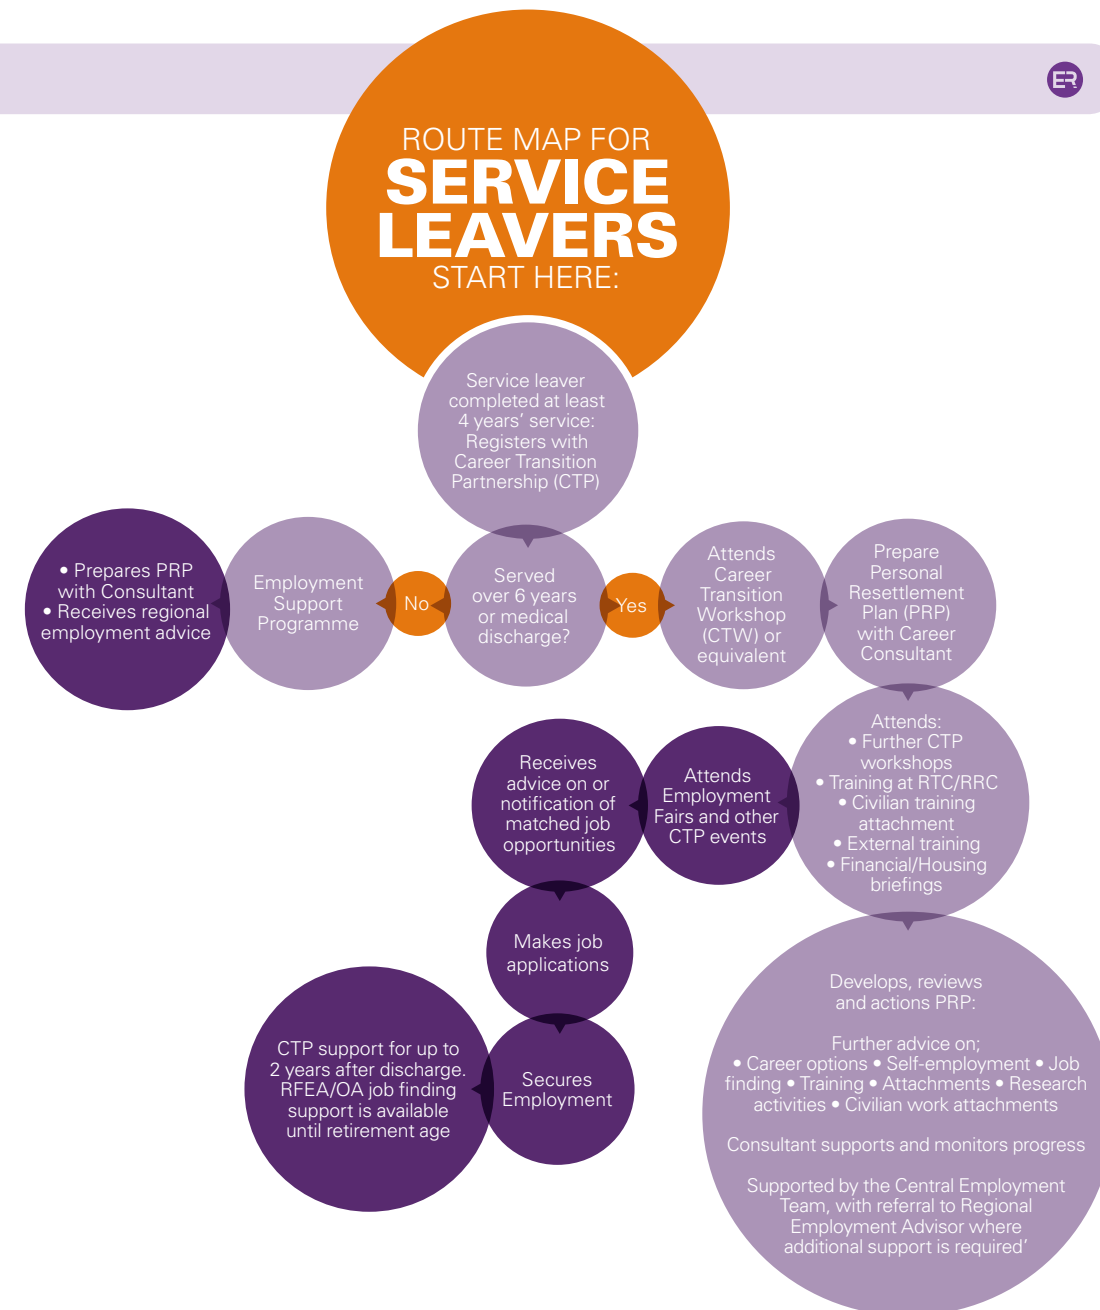 ER
ROUTE MAP FOR
SERVICE
LEAVERS
START HERE:
Service leaver
completed at least
4 years’ service:
Registers with
Career Transition
Partnership (CTP)
• Prepares PRP
with Consultant
• Receives regional
employment advice
Employment
Support
Programme
No
Served
over 6 years
or medical
discharge?
Yes
Attends
Career
Transition
Workshop
(CTW) or
equivalent
Prepare
Personal
Resettlement
Plan (PRP)
with Career
Consultant
Attends:
• Further CTP
workshops
• Training at RTC/RRC
• Civilian training
attachment
• External training
• Financial/Housing
briefings
Attends
Employment
Fairs and other
CTP events
Receives
advice on or
notification of
matched job
opportunities
Makes job
applications
Secures
Employment
CTP support for up to
2 years after discharge.
RFEA/OA job finding
support is available
until retirement age
Develops, reviews
and actions PRP:
Further advice on;
• Career options • Self-employment • Job
finding • Training • Attachments • Research
activities • Civilian work attachments
Consultant supports and monitors progress
Supported by the Central Employment
Team, with referral to Regional
Employment Advisor where
additional support is required’